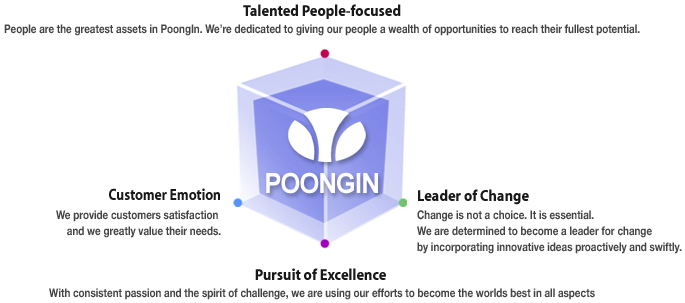 Talented People-focused
People are the greatest assets in PoongIn. We're dedicated to giving our people a wealth of opportunities to reach their fullest potential.
POONGIN
Customer Emotion
We provide customers satisfaction
and we greatly value their needs.
Leader of Change
Change is not a choice. It is essential.
We are determined to become a leader for change
by incorporating innovative ideas proactively and swiftly.
Pursuit of Excellence
With consistent passion and the spirit of challenge, we are using our efforts to become the worlds best in all aspects